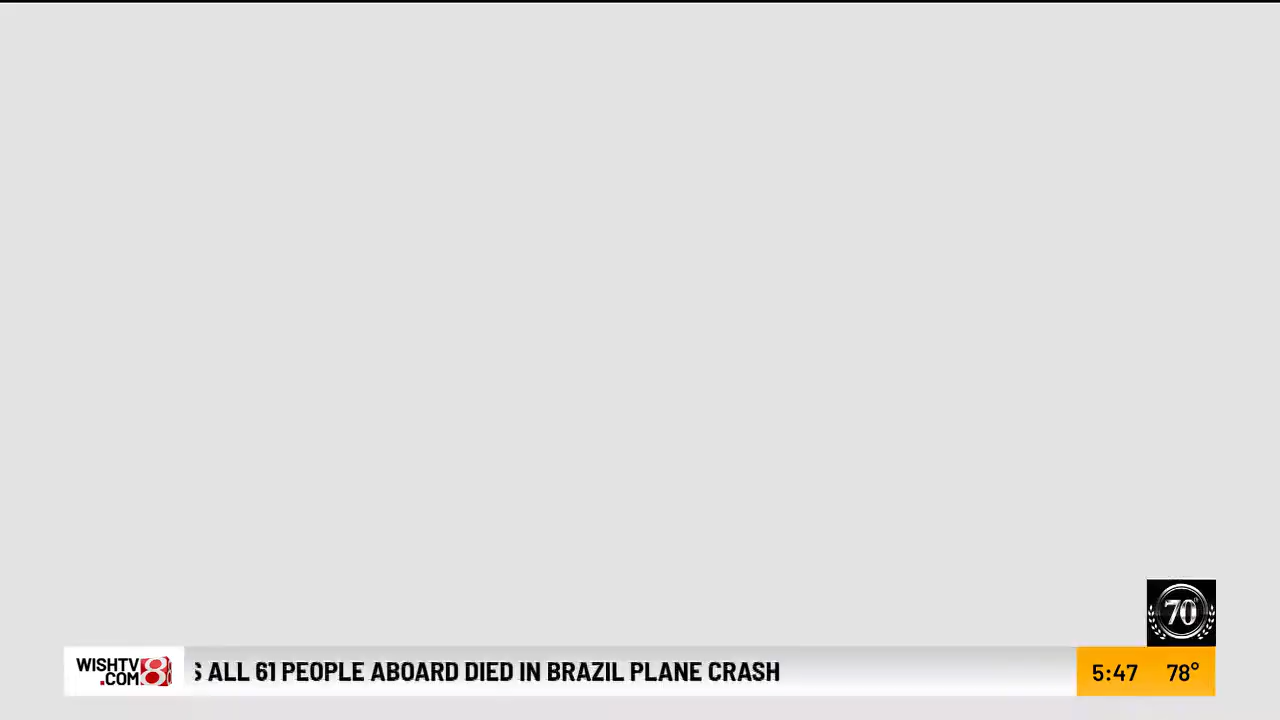 70
WISHTV
.COM 8
S ALL 61 PEOPLE ABOARD DIED IN BRAZIL PLANE CRASH
5:47 78°